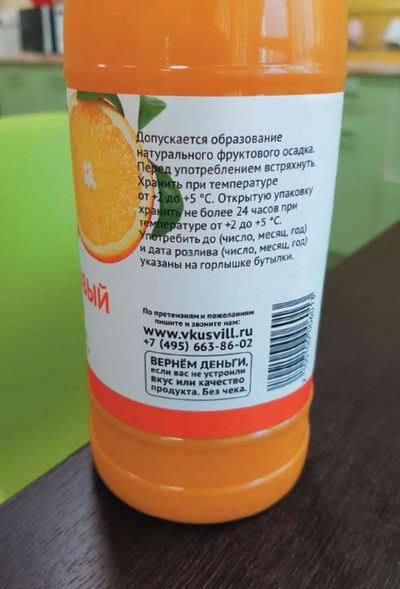 Допускается образование
натурального фруктового осадка.
Перед употреблением встряхнуть.
Хранить при температуре
от +2 до +5 °C. Открытую упаковку
хранить не более 24 часов при
температуре от +2 до +5 °C.
Употребить до (число, месяц, год)
и дата розлива (число, месяц, год)
указаны на горлышке бутылки.
вый
По претензиям и пожеланиям
пишите и звоните нам:
www.vkusvill.ru
+7 (495) 663-86-02
ВЕРНЁМ ДЕНЬГИ,
если вас не устроили
вкус или качество
продукта. Без чека.